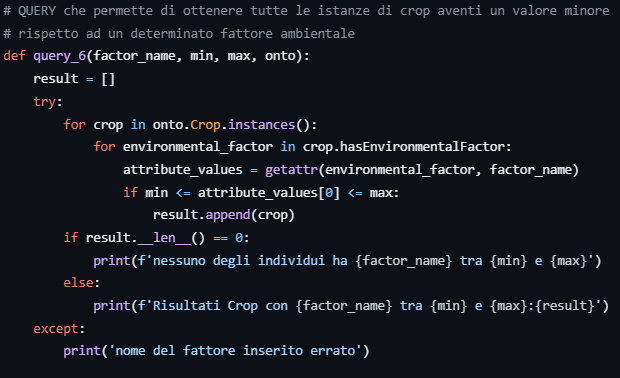 # QUERY che permette di ottenere tutte le istanze di crop aventi un valore minore
# rispetto ad un determinato fattore ambientale
def query_6(factor_name, min, max, onto):
    result = []
    try:
        for crop in onto.Crop.instances():
            for environmental_factor in crop.hasEnvironmentalFactor:
                attribute_values = getattr(environmental_factor, factor_name)
                if min <= attribute_values[0] <= max:
                    result.append(crop)
        if result.__len__() == 0:
            print(f'nessuno degli individui ha {factor_name} tra {min} e {max}')
        else:
            print(f'Risultati Crop con {factor_name} tra {min} e {max}:{result}')
    except:
        print('nome del fattore inserito errato')